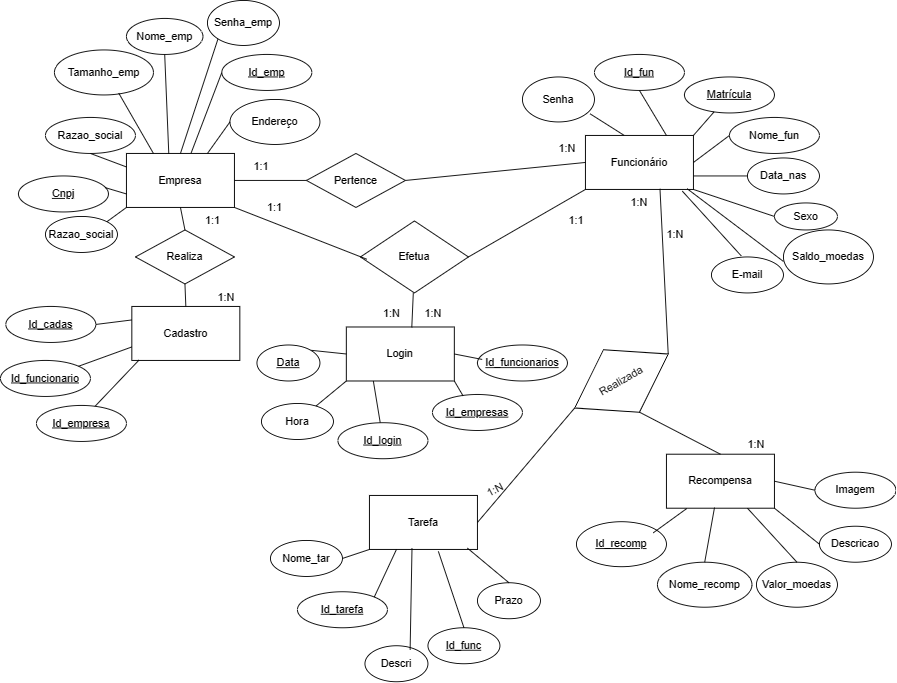 Senha_emp
Nome_emp
Tamanho_emp
Id_emp
Endereço
Razao_social
Cnpj
Razao_social
Empresa
1:1
Pertence
1:N
Id_fun
Senha
Matrícula
Nome_fun
Funcionário
Data_nas
Sexo
Saldo_moedas
E-mail
1:1
1:1
1:1
1:N
1:N
Realiza
Efetua
1:N
Id_cadas
Cadastro
Id_funcionario
Id_empresa
1:N
1:N
Login
Data
Id_funcionarios
Hora
Id_empresas
Id_login
Realizada
1:N
1:N
Recompensa
Imagem
Id_recomp
Descricao
Nome_recomp
Valor_moedas
Tarefa
Nome_tar
Id_tarefa
Prazo
Id_func
Descri